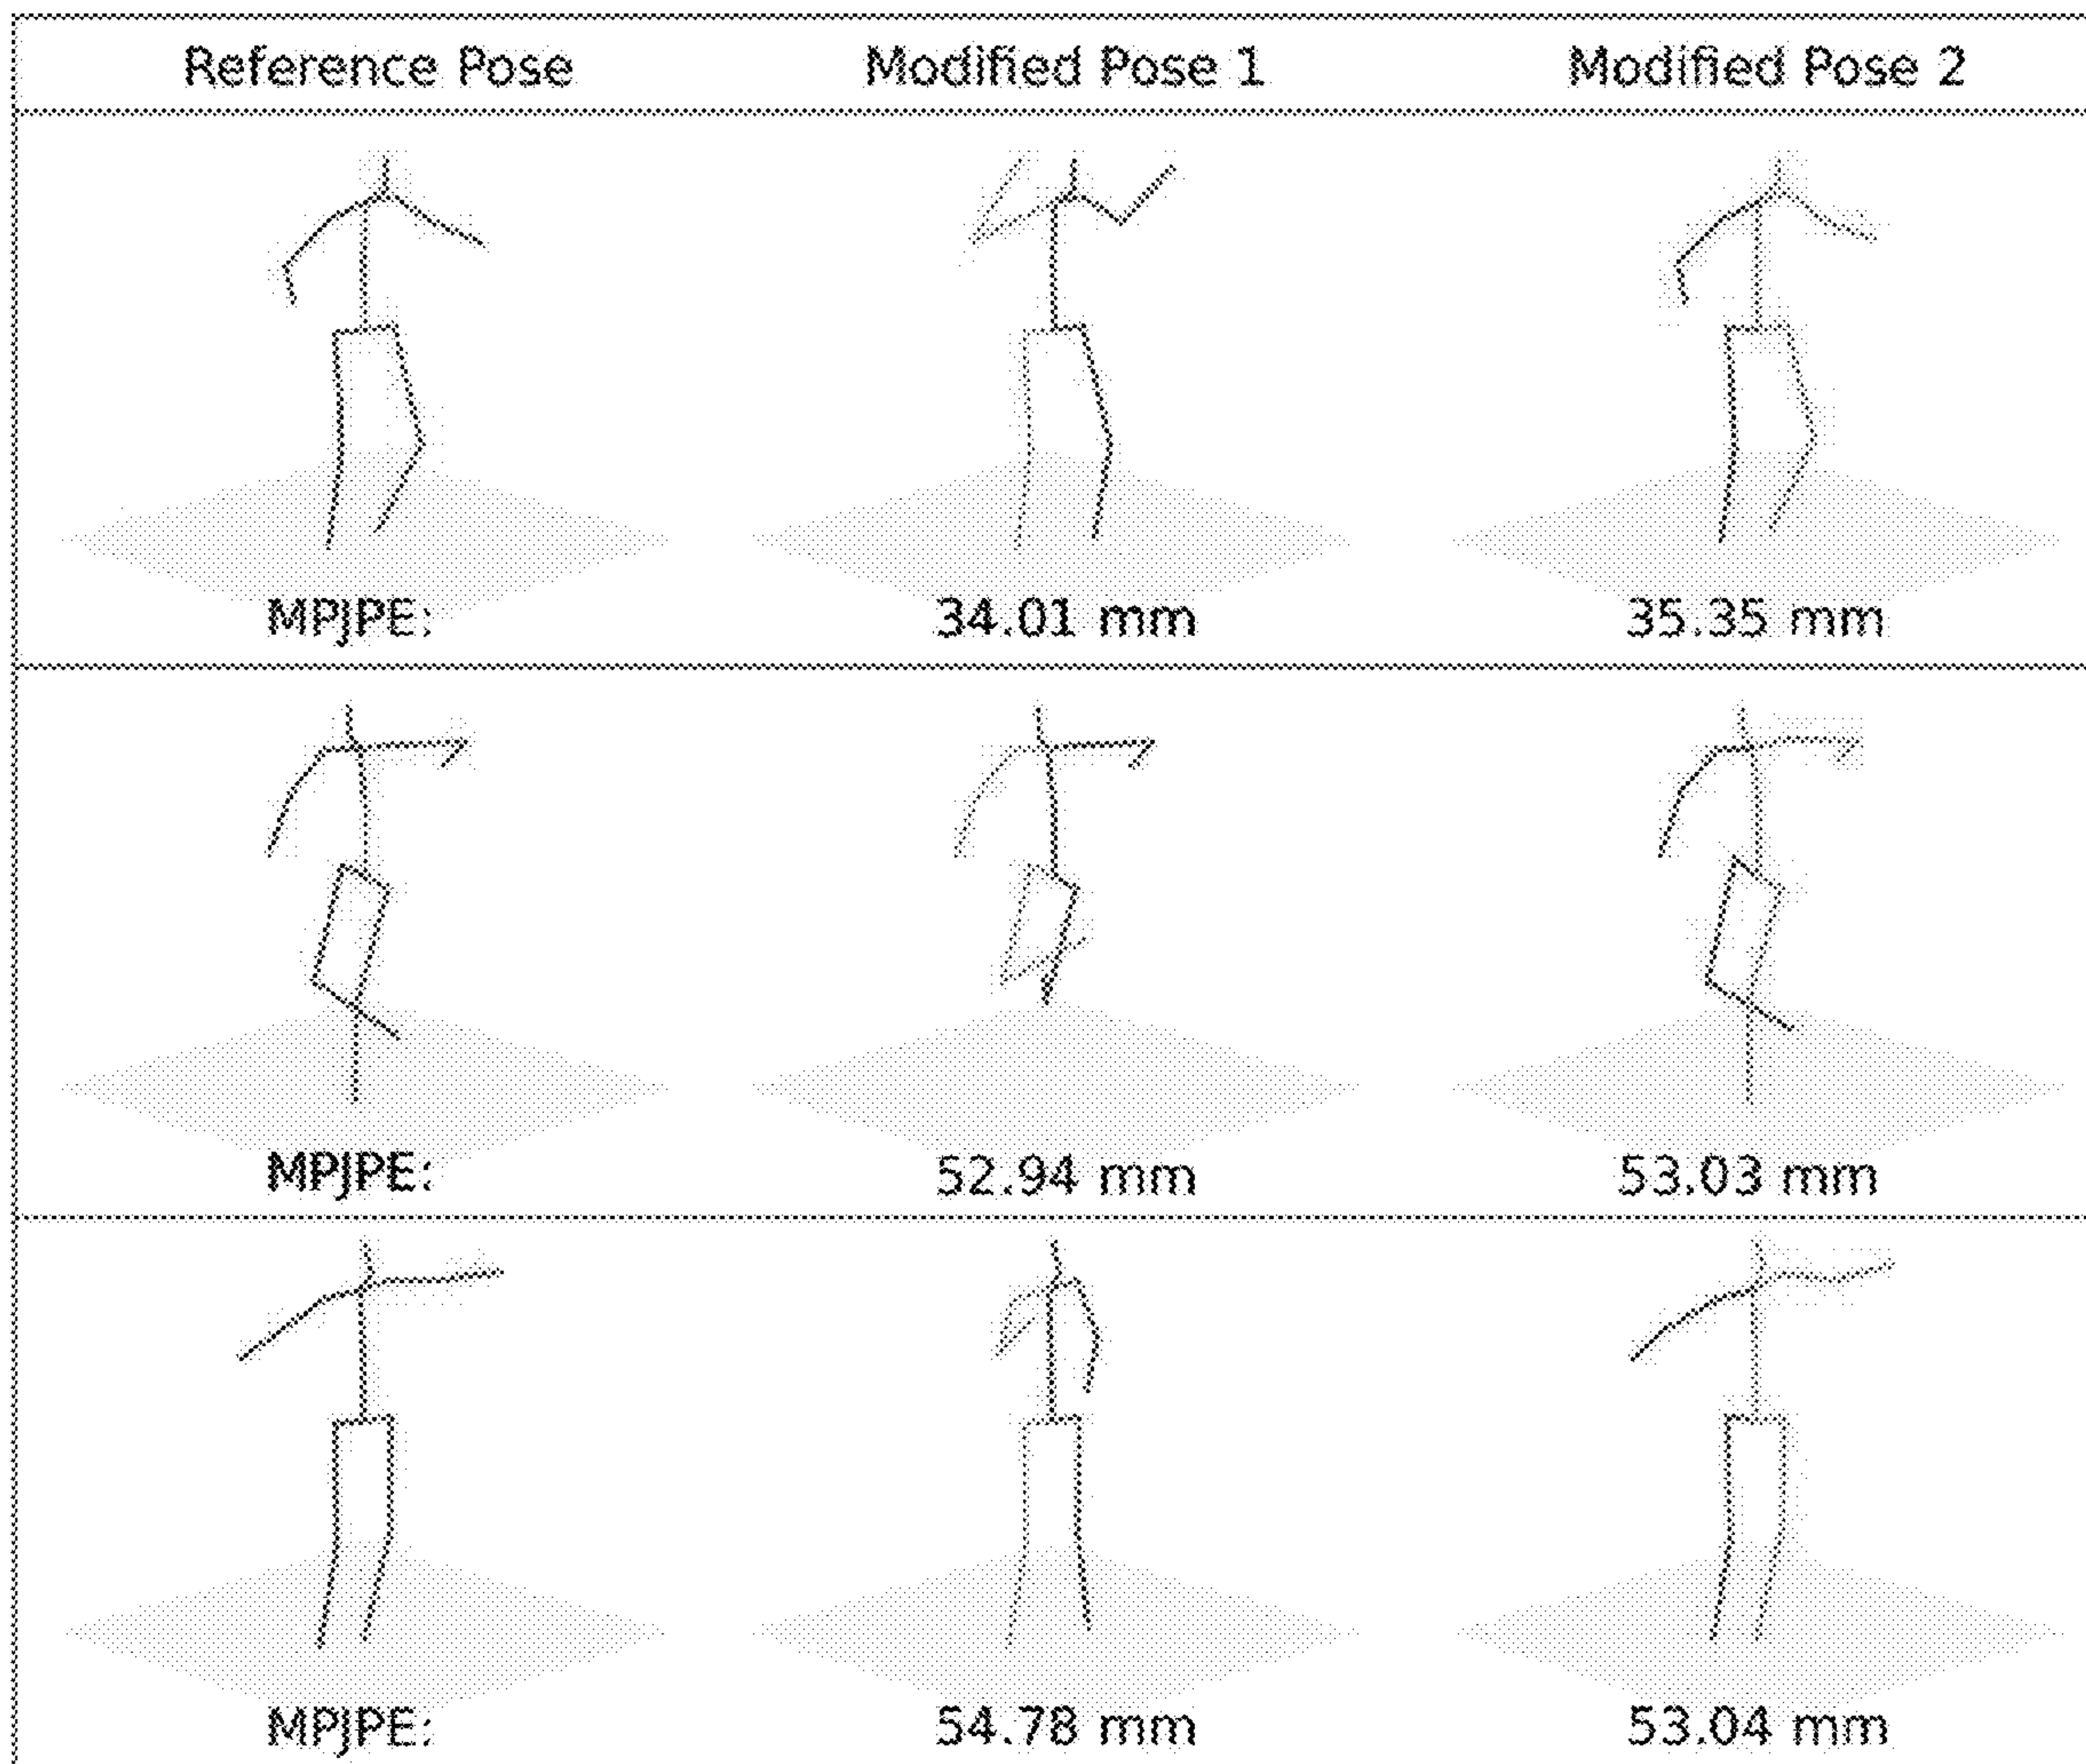 Reference Pose Modified Pose 1 Modified Pose 2
MPJPE: 34.01 mm 35.35 mm
MPJPE: 52.94 mm 53.03 mm
MPJPE: 54.78 mm 53.04 mm